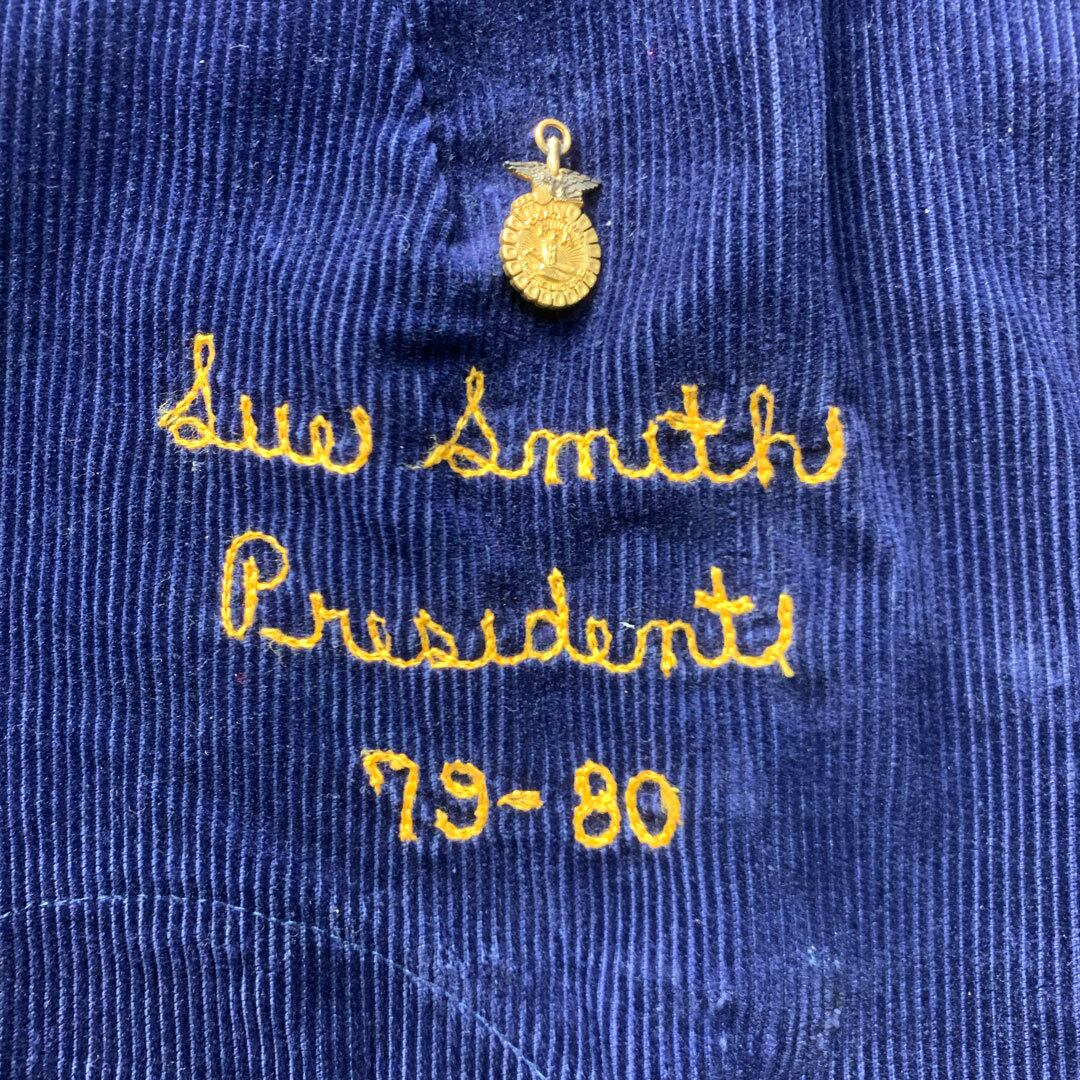 Sue Smith
President
79-80